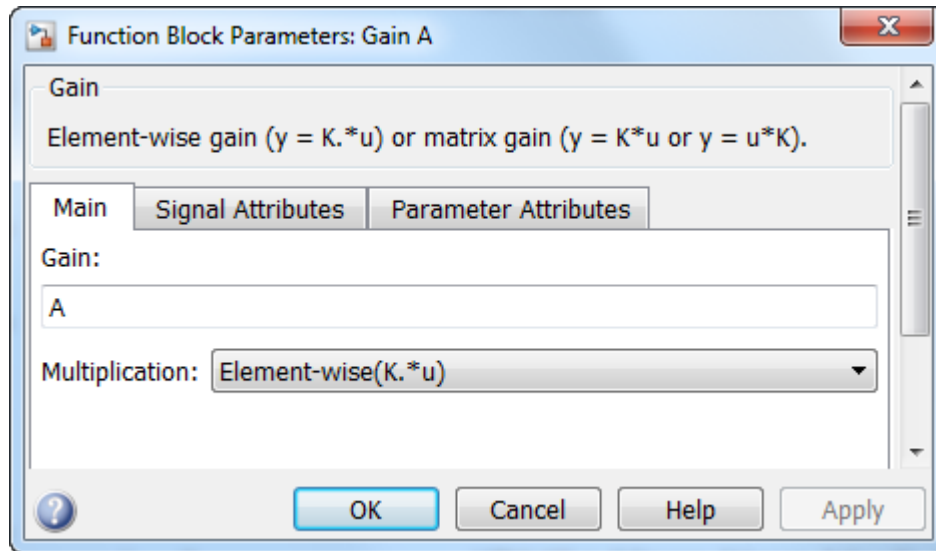 Function Block Parameters: Gain A
X
Gain
Element-wise gain (y = K.*u) or matrix gain (y = K*u or y = u*K).
Main Signal Attributes Parameter Attributes
Gain:
A
Multiplication: Element-wise(K.*u)
? OK Cancel Help Apply